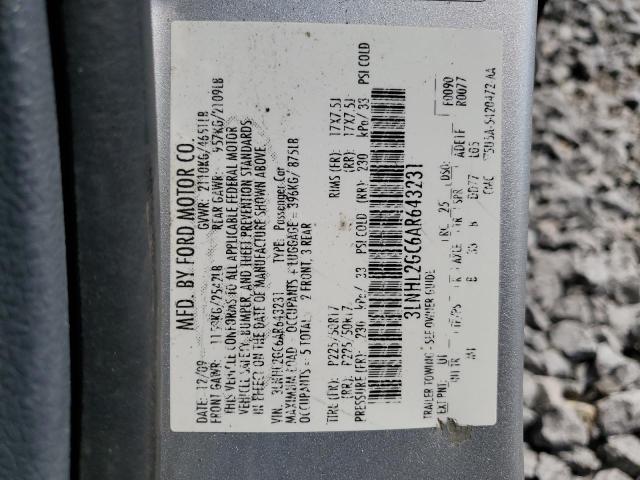 MFD. BY FORD MOTOR CO.
DATE: 12/09 GVWR: 2110KG/4651LB
FRONT GAWR: 1153KG/2542LB REAR GAWR: 957KG/2109LB
THIS VEHICLE CONFORMS TO ALL APPLICABLE FEDERAL MOTOR
VEHICLE SAFETY, BUMPER, AND THEFT PREVENTION STANDARDS
IN EFFECT ON THE DATE OF MANUFACTURE SHOWN ABOVE.
VIN: 3LNHL2GC6AR643231 TYPE: Passenger Car
MAXIMUM LOAD - OCCUPANTS + LUGGAGE = 396KG/ 875LB
OCCUPANTS = 5 TOTAL: 2 FRONT, 3 REAR
TIRE (FR): P225/50R17 RIMS (FR): 17X7.5J
(RR): P225/50R17 (RR): 17X7.5J
PRESSURE (FR): 230 kPa/ 33 PSI COLD (RR): 230 kPa/ 33 PSI COLD
3LNHL2GC6AR643231
TRAILER TOWING - SEE OWNER GUIDE
F0090
R0077
EXT PNT: UI RC: 25 DSO: